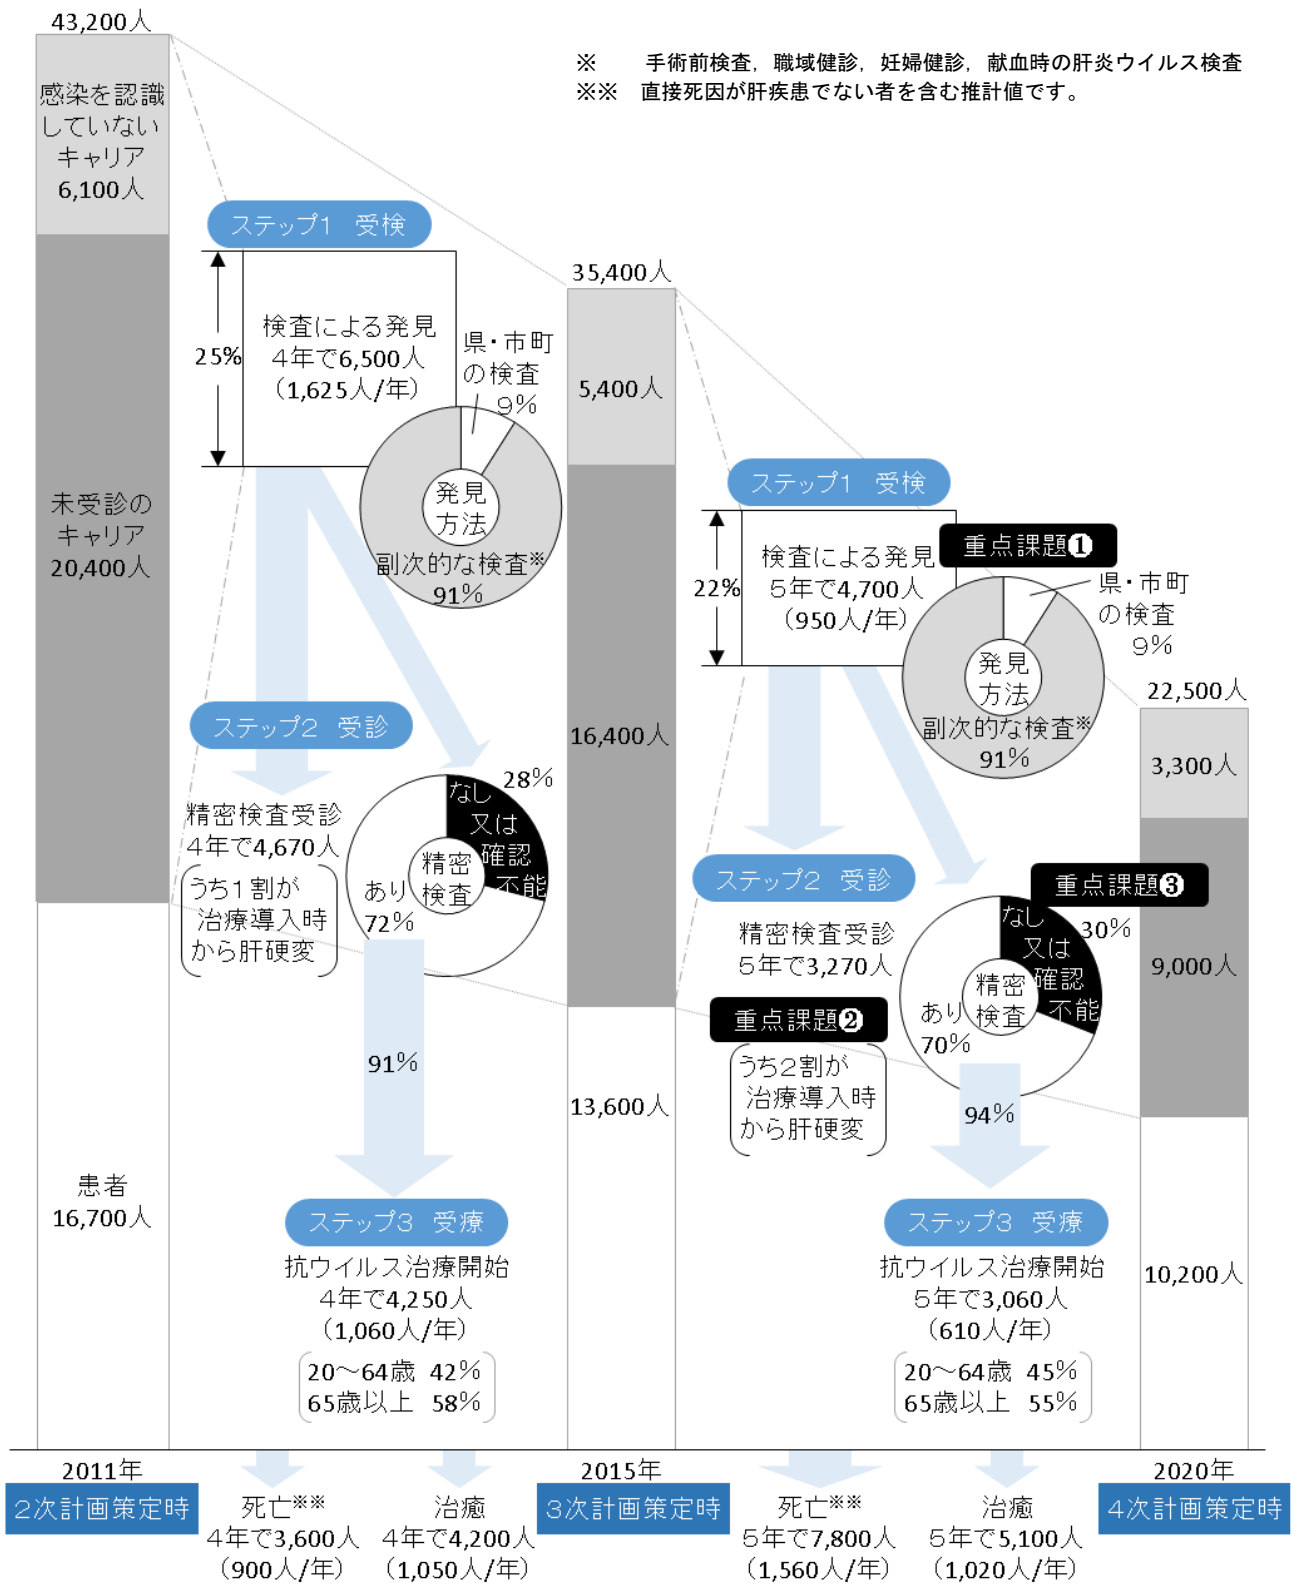 43,200人
感染を認識
していない
キャリア
6,100人
未受診の
キャリア
20,400人
患者
16,700人
※　手術前検査，職域健診，妊婦健診，献血時の肝炎ウイルス検査
※※　直接死因が肝疾患でない者を含む推計値です。
ステップ1　受検
25%
検査による発見
4年で6,500人
（1,625人/年）
県・市町
の検査
9%
発見
方法
副次的な検査※
91%
ステップ2　受診
精密検査受診
4年で4,670人
うち1割が
治療導入時
から肝硬変
28%
なし
又は
確認
不能
精密
検査
あり
72%
91%
ステップ3　受療
抗ウイルス治療開始
4年で4,250人
（1,060人/年）
20～64歳　42%
65歳以上　58%
35,400人
5,400人
16,400人
13,600人
ステップ1　受検
22%
検査による発見
5年で4,700人
（950人/年）
重点課題❶
県・市町
の検査
9%
発見
方法
副次的な検査※
91%
ステップ2　受診
精密検査受診
5年で3,270人
重点課題❷
うち2割が
治療導入時
から肝硬変
重点課題❸
30%
なし
又は
確認
不能
精密
検査
あり
70%
94%
ステップ3　受療
抗ウイルス治療開始
5年で3,060人
（610人/年）
20～64歳　45%
65歳以上　55%
22,500人
3,300人
9,000人
10,200人
2011年
2次計画策定時
死亡※※
4年で3,600人
（900人/年）
治癒
4年で4,200人
（1,050人/年）
2015年
3次計画策定時
死亡※※
5年で7,800人
（1,560人/年）
治癒
5年で5,100人
（1,020人/年）
2020年
4次計画策定時